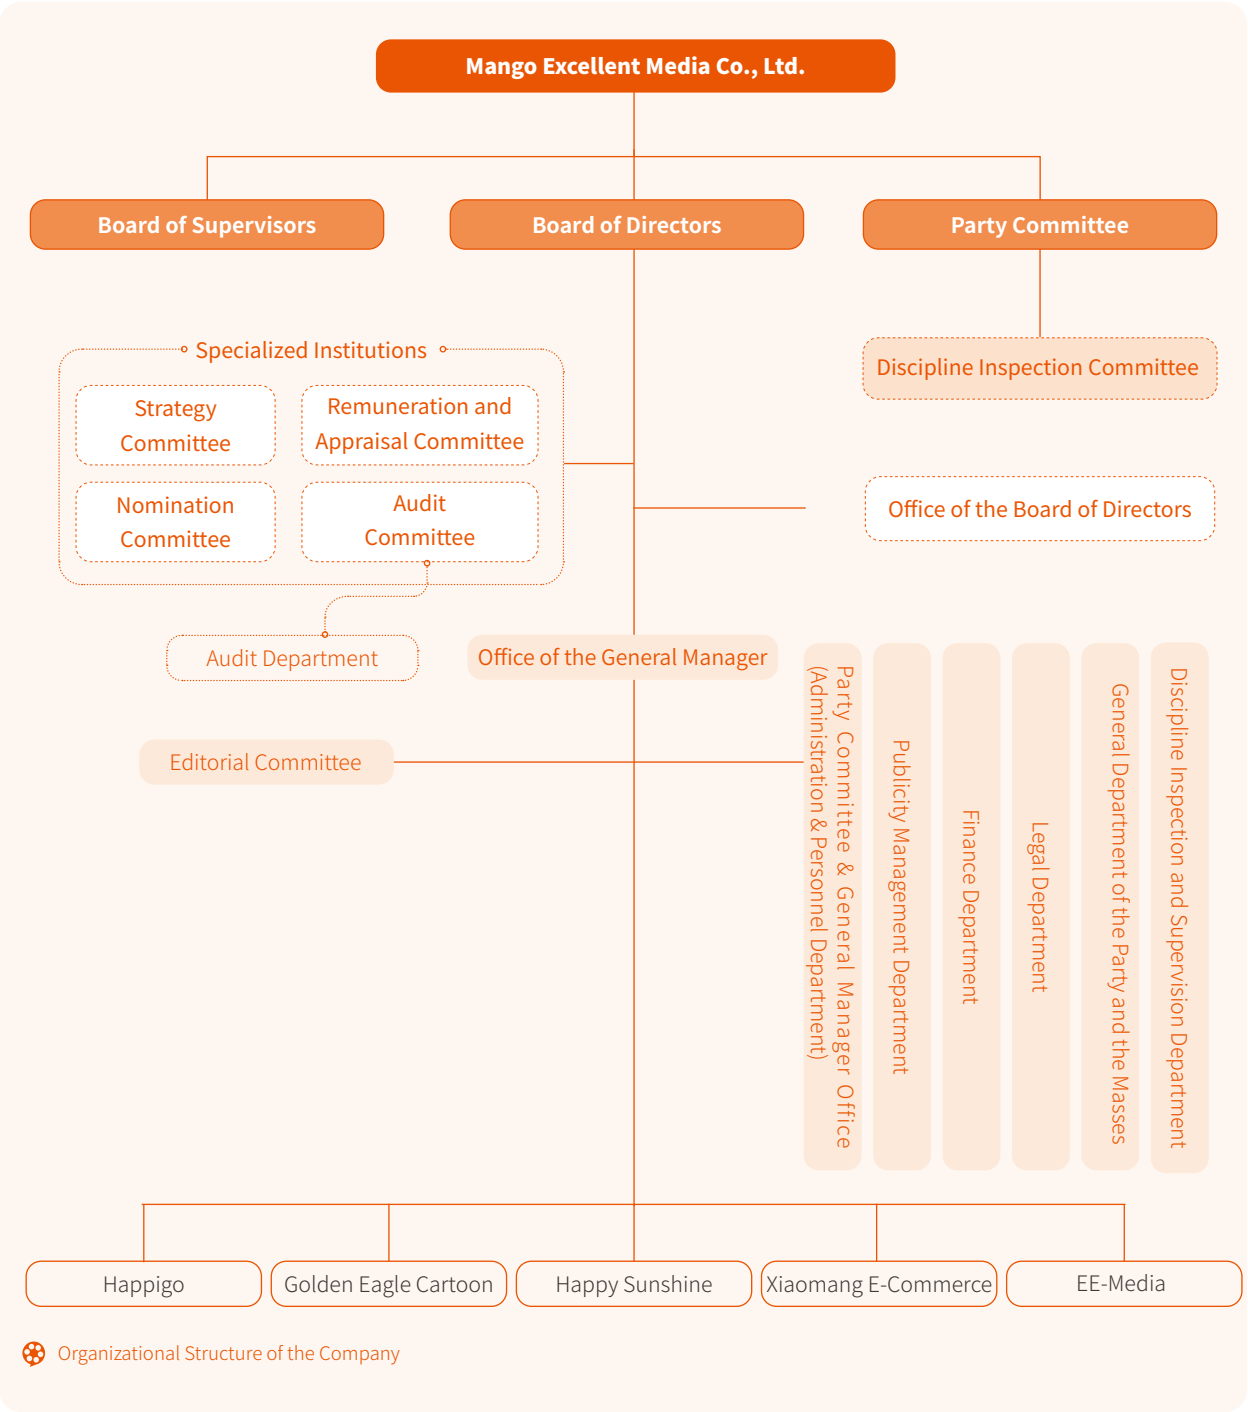 Mango Excellent Media Co., Ltd.
Board of Supervisors
Board of Directors
Party Committee
Specialized Institutions
Discipline Inspection Committee
Strategy
Committee
Remuneration and
Appraisal Committee
Nomination
Committee
Audit
Committee
Office of the Board of Directors
Audit Department
Office of the General Manager
Editorial Committee
Party Committee & General Manager Office
(Administration & Personnel Department)
Publicity Management Department
Finance Department
Legal Department
General Department of the Party and the Masses
Discipline Inspection and Supervision Department
Happigo
Golden Eagle Cartoon
Happy Sunshine
Xiaomang E-Commerce
EE-Media
Organizational Structure of the Company